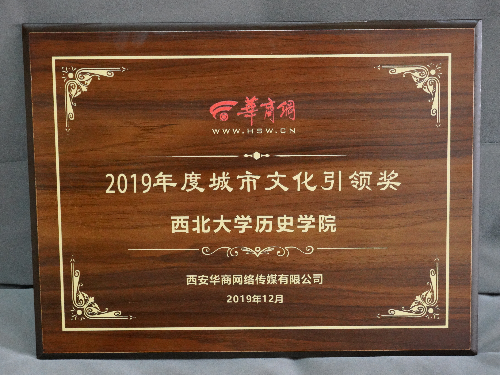 華商網
WWW.HSW.CN
2019年度城市文化引领奖
西北大学历史学院
西安华商网络传媒有限公司
2019年12月